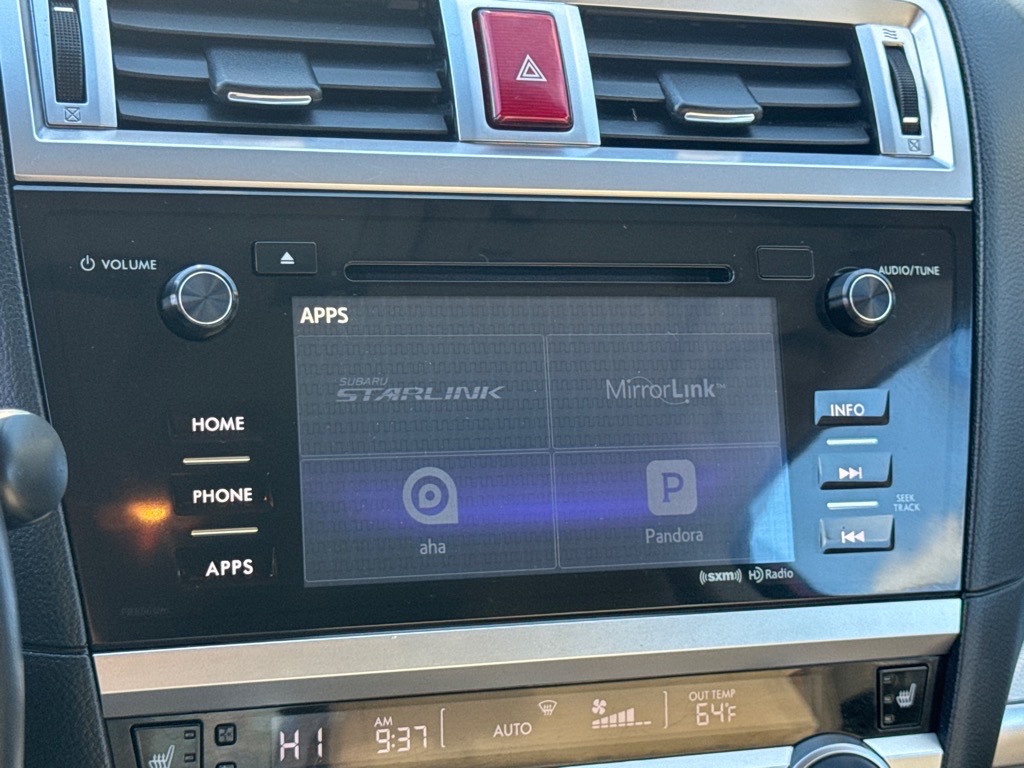 VOLUME
AUDIO/TUNE
APPS
SUBARU
STARLINK
MirrorLink™
HOME
INFO
PHONE
SEEK
TRACK
aha
P
Pandora
APPS
((sxm)) HD Radio
OUT TEMP
64°F
AM
9:37
AUTO
HI